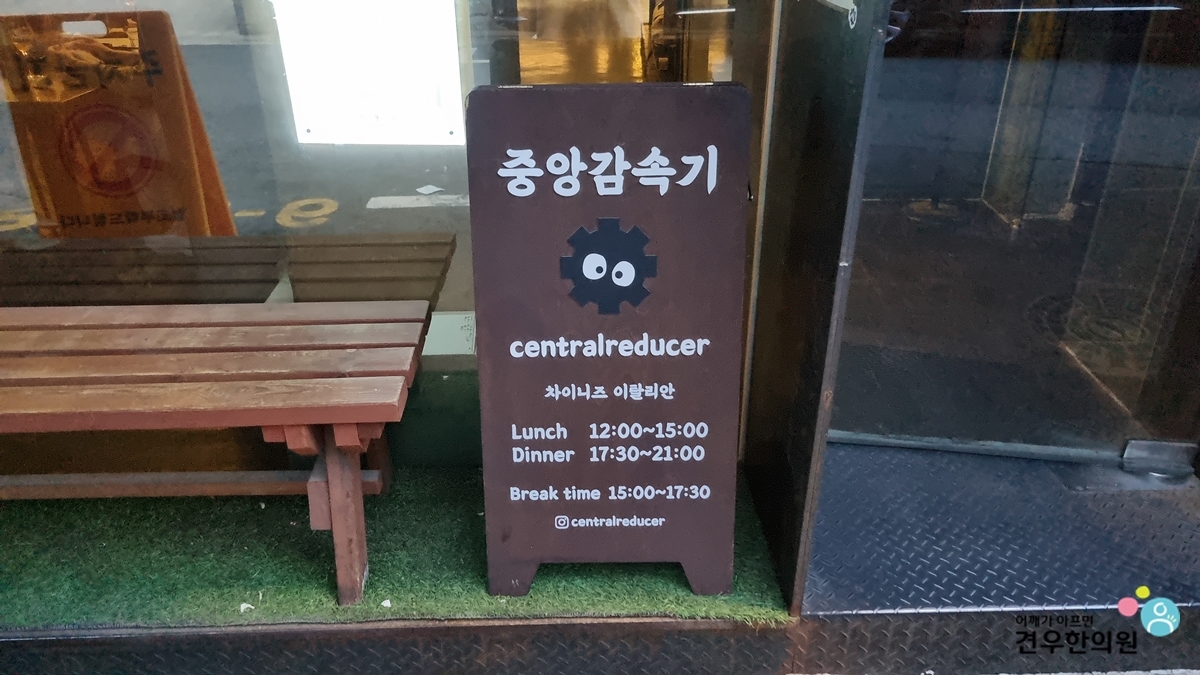 중앙감속기
centralreducer
차이니즈 이탈리안
Lunch 12:00~15:00
Dinner 17:30~21:00
Break time 15:00~17:30
centralreducer
어깨가 아프면
견우한의원